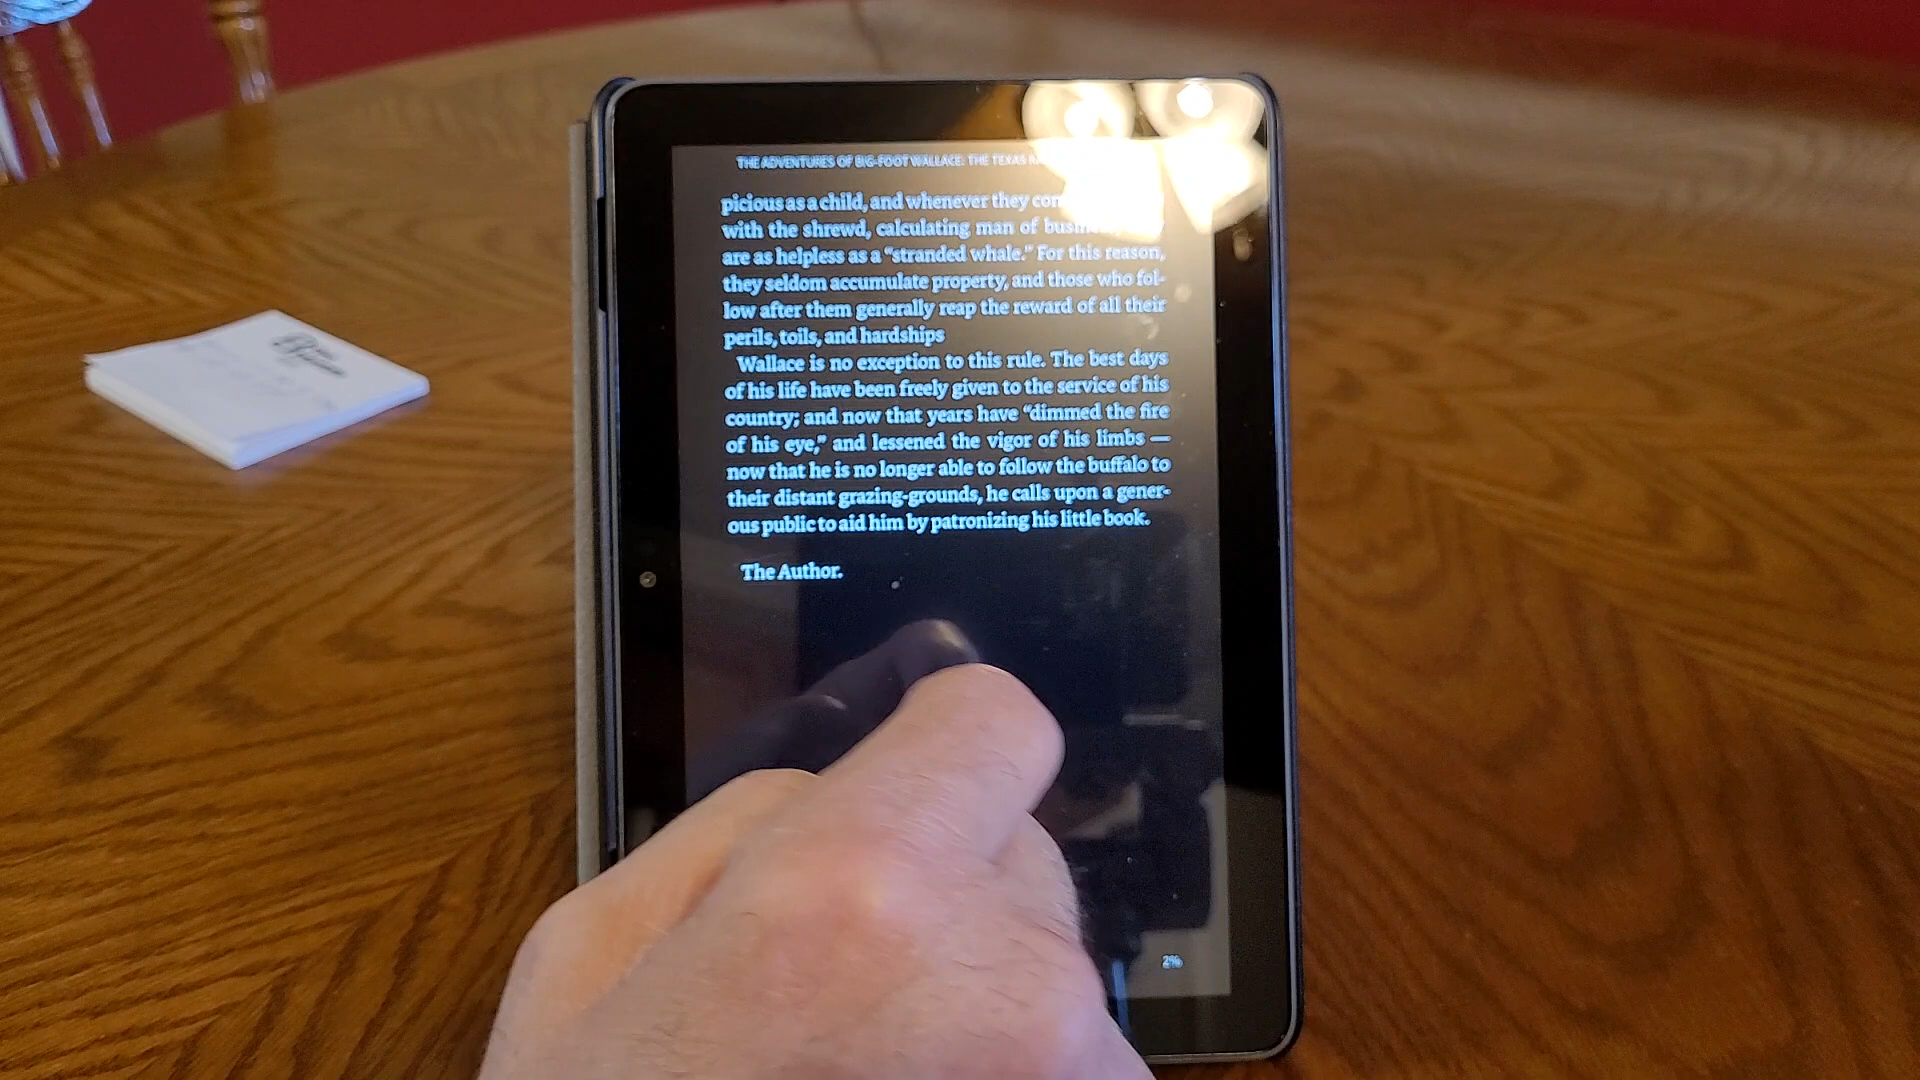 THE ADVENTURES OF BIG-FOOT WALLACE: THE TEXAS
picious as a child, and whenever they
with the shrewd, calculating man of
are as helpless as a “stranded whale.” For this reason,
they seldom accumulate property, and those who fol-
low after them generally reap the reward of all their
perils, toils, and hardships
Wallace is no exception to this rule. The best days
of his life have been freely given to the service of his
country; and now that years have “dimmed the fire
of his eye,” and lessened the vigor of his limbs —
now that he is no longer able to follow the buffalo to
their distant grazing-grounds, he calls upon a gener-
ous public to aid him by patronizing his little book.
The Author.
2%